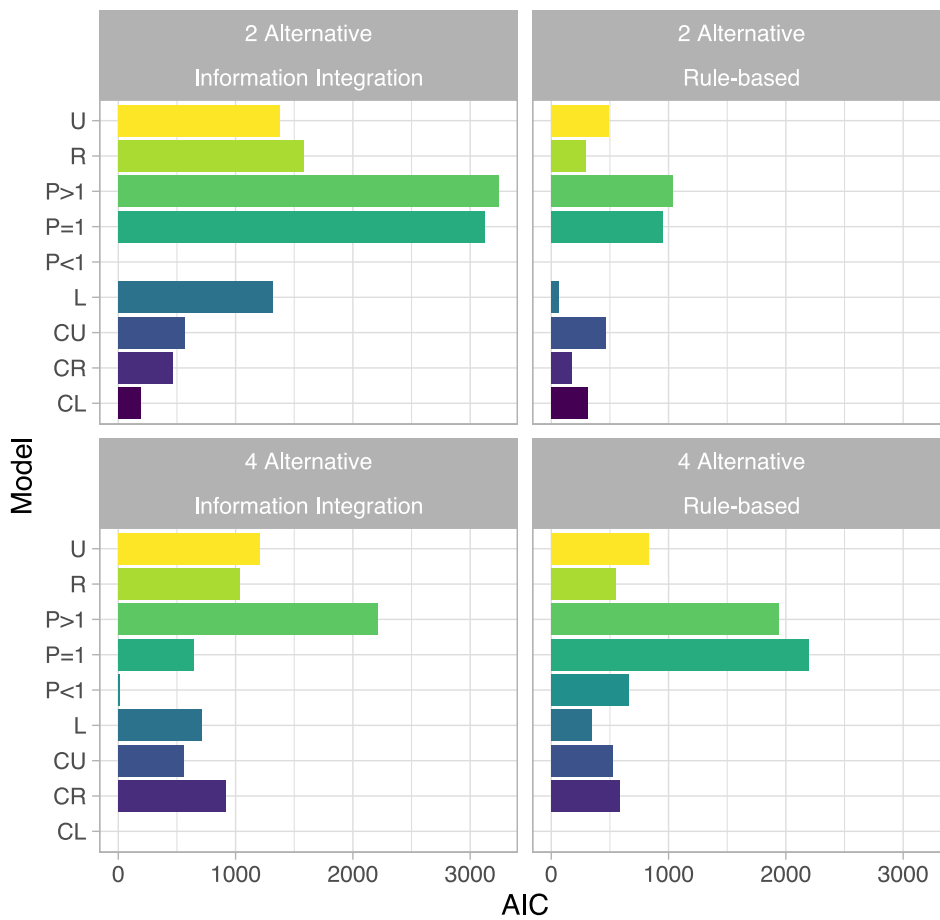 2 Alternative
Information Integration
2 Alternative
Rule-based
U
R
P>1
P=1
P<1
L
CU
CR
CL
4 Alternative
Information Integration
4 Alternative
Rule-based
U
R
P>1
P=1
P<1
L
CU
CR
CL
0 1000 2000 3000
0 1000 2000 3000
Model
AIC